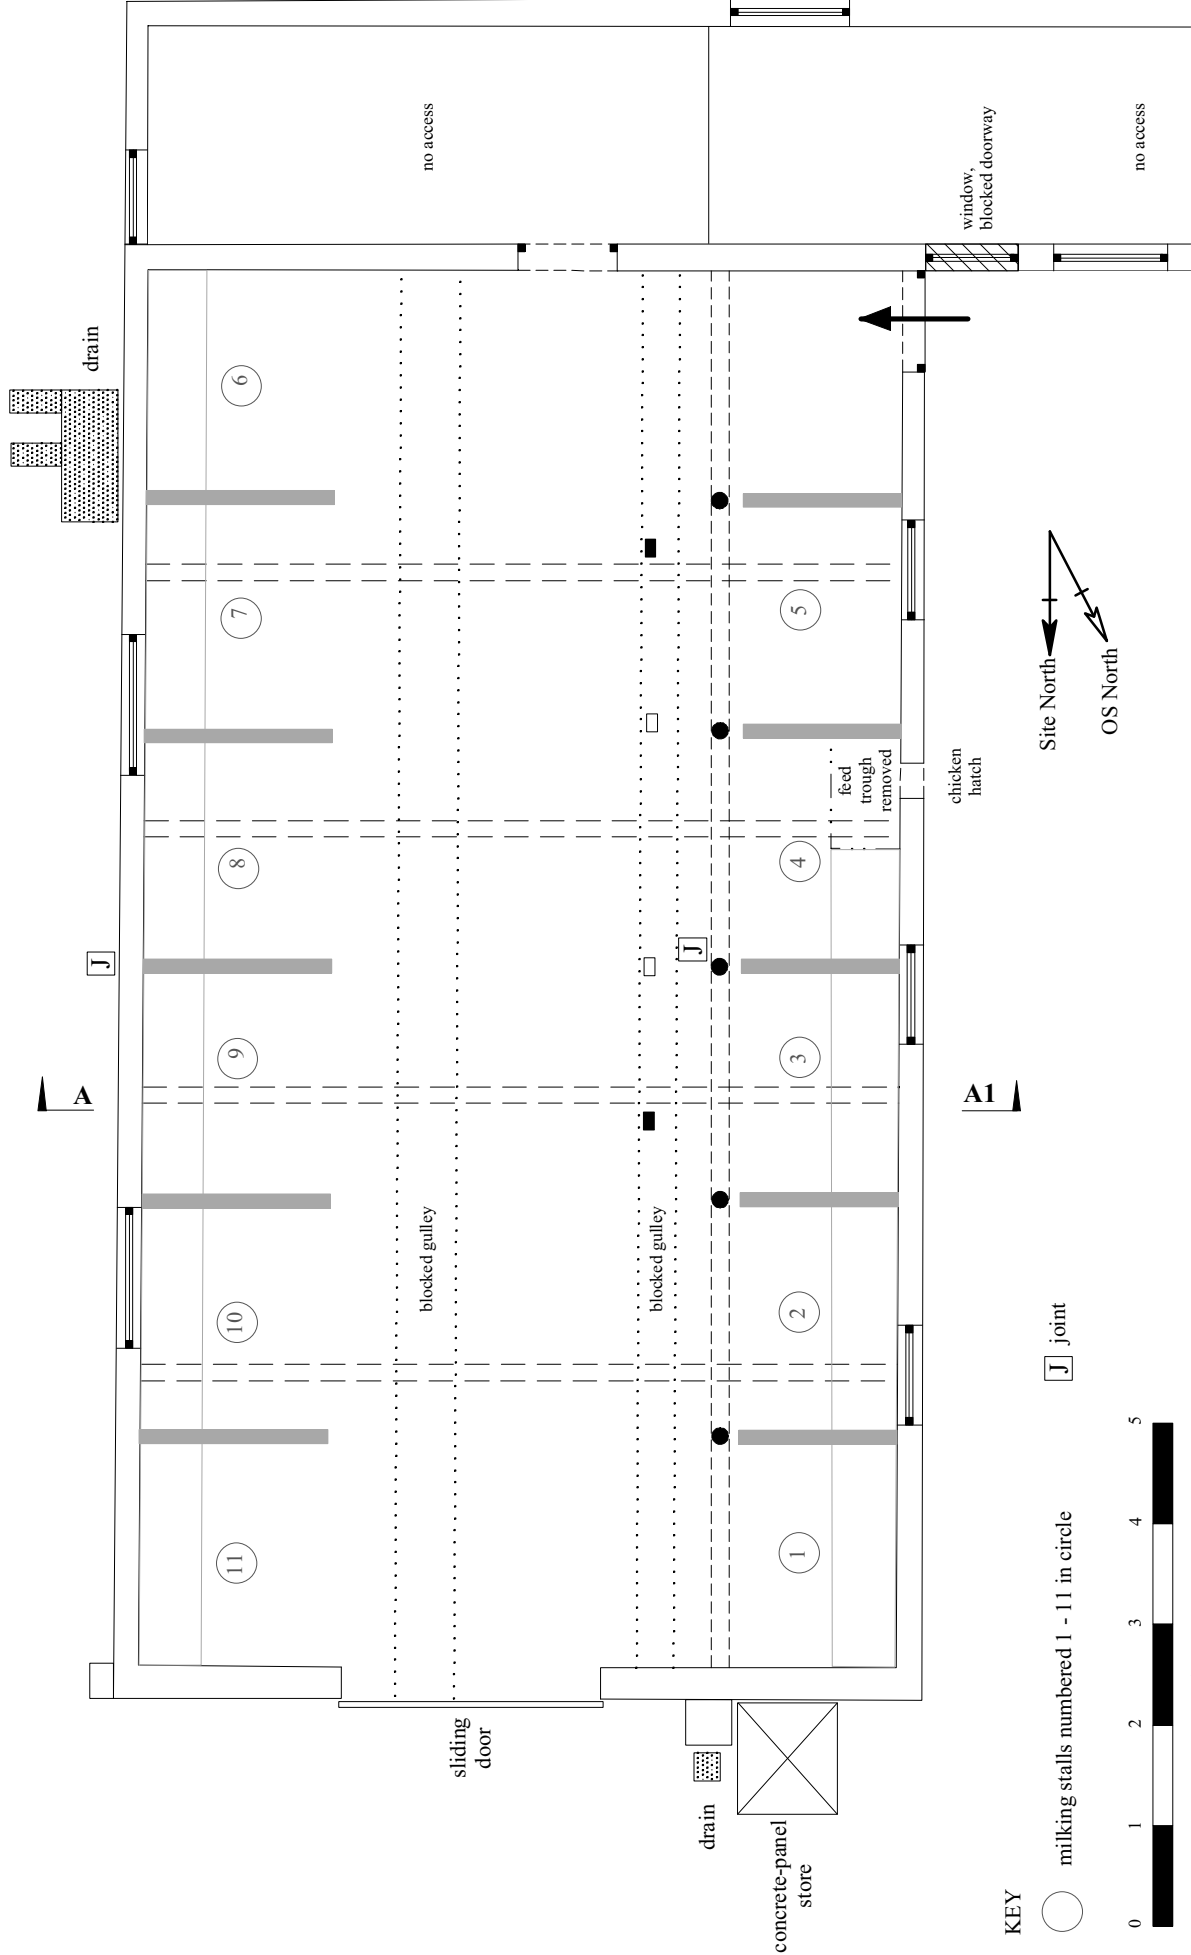 no access
no access
window,
blocked doorway
drain
6
7
5
Site North
OS North
feed
trough
removed
chicken
hatch
8
4
J
J
9
3
A
A1
blocked gulley
blocked gulley
10
2
J joint
11
1
sliding
door
drain
concrete-panel
store
KEY
milking stalls numbered 1 - 11 in circle
0 1 2 3 4 5